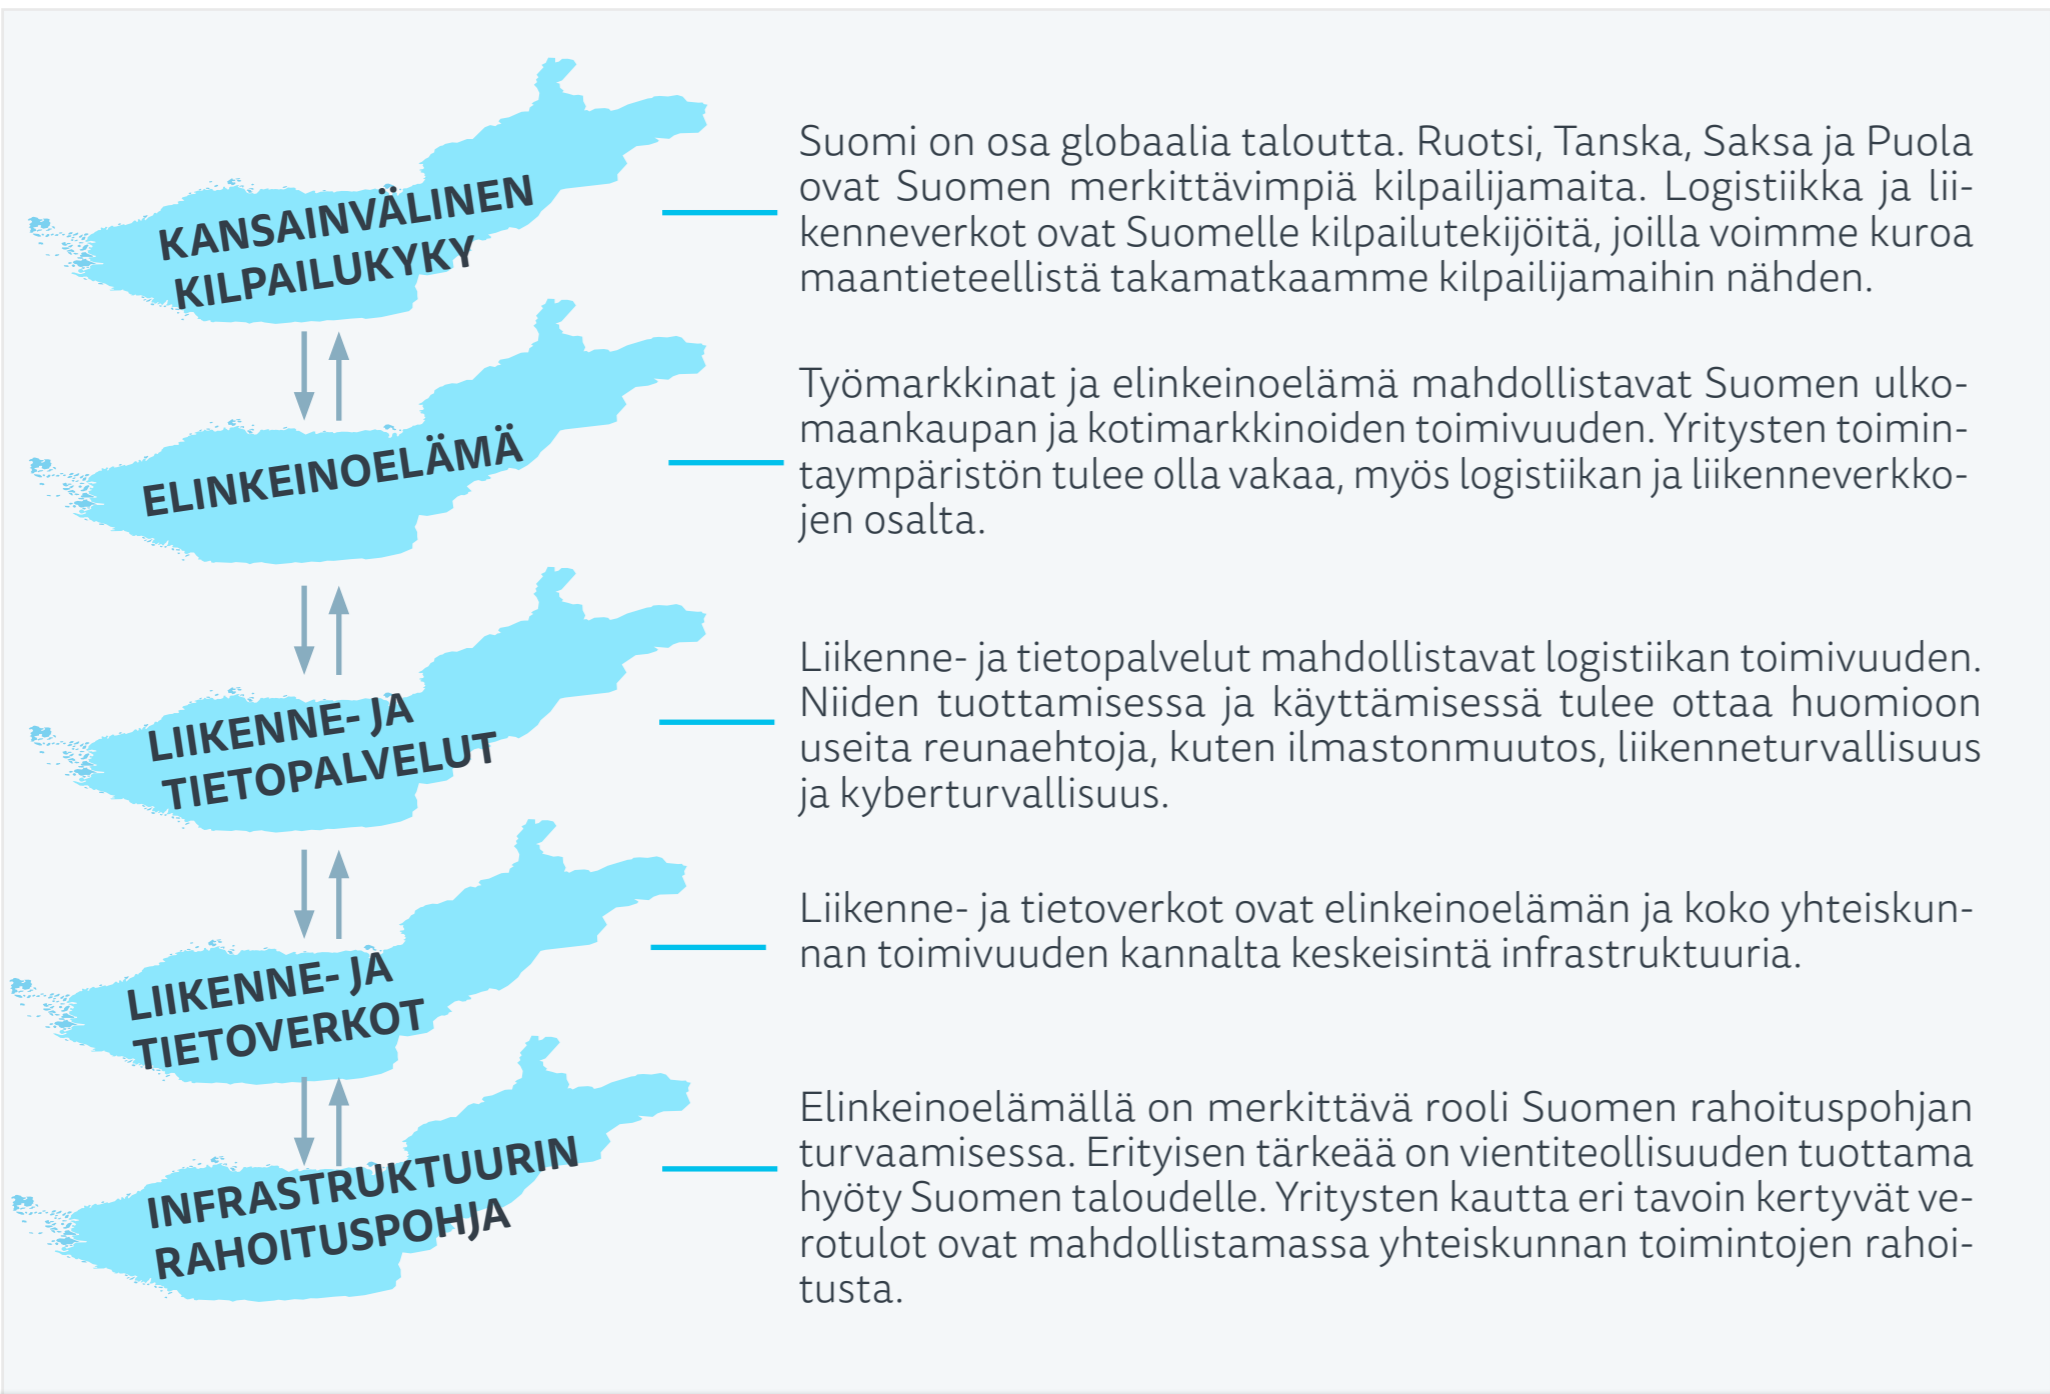 KANSAINVÄLINEN
KILPAILUKYKY
Suomi on osa globaalia taloutta. Ruotsi, Tanska, Saksa ja Puola
ovat Suomen merkittävimpiä kilpailijamaita. Logistiikka ja lii-
kenneverkot ovat Suomelle kilpailutekijöitä, joilla voimme kuroa
maantieteellistä takamatkaamme kilpailijamaihin nähden.
ELINKEINOELÄMÄ
Työmarkkinat ja elinkeinoelämä mahdollistavat Suomen ulko-
maankaupan ja kotimarkkinoiden toimivuuden. Yritysten toimin-
taympäristön tulee olla vakaa, myös logistiikan ja liikenneverkko-
jen osalta.
LIIKENNE- JA
TIETOPALVELUT
Liikenne- ja tietopalvelut mahdollistavat logistiikan toimivuuden.
Niiden tuottamisessa ja käyttämisessä tulee ottaa huomioon
useita reunaehtoja, kuten ilmastonmuutos, liikenneturvallisuus
ja kyberturvallisuus.
LIIKENNE- JA
TIETOVERKOT
Liikenne- ja tietoverkot ovat elinkeinoelämän ja koko yhteiskun-
nan toimivuuden kannalta keskeisintä infrastruktuuria.
INFRASTRUKTUURIN
RAHOITUSPOHJA
Elinkeinoelämällä on merkittävä rooli Suomen rahoituspohjan
turvaamisessa. Erityisen tärkeää on vientiteollisuuden tuottama
hyöty Suomen taloudelle. Yritysten kautta eri tavoin kertyvät ve-
rotulot ovat mahdollistamassa yhteiskunnan toimintojen rahoi-
tusta.